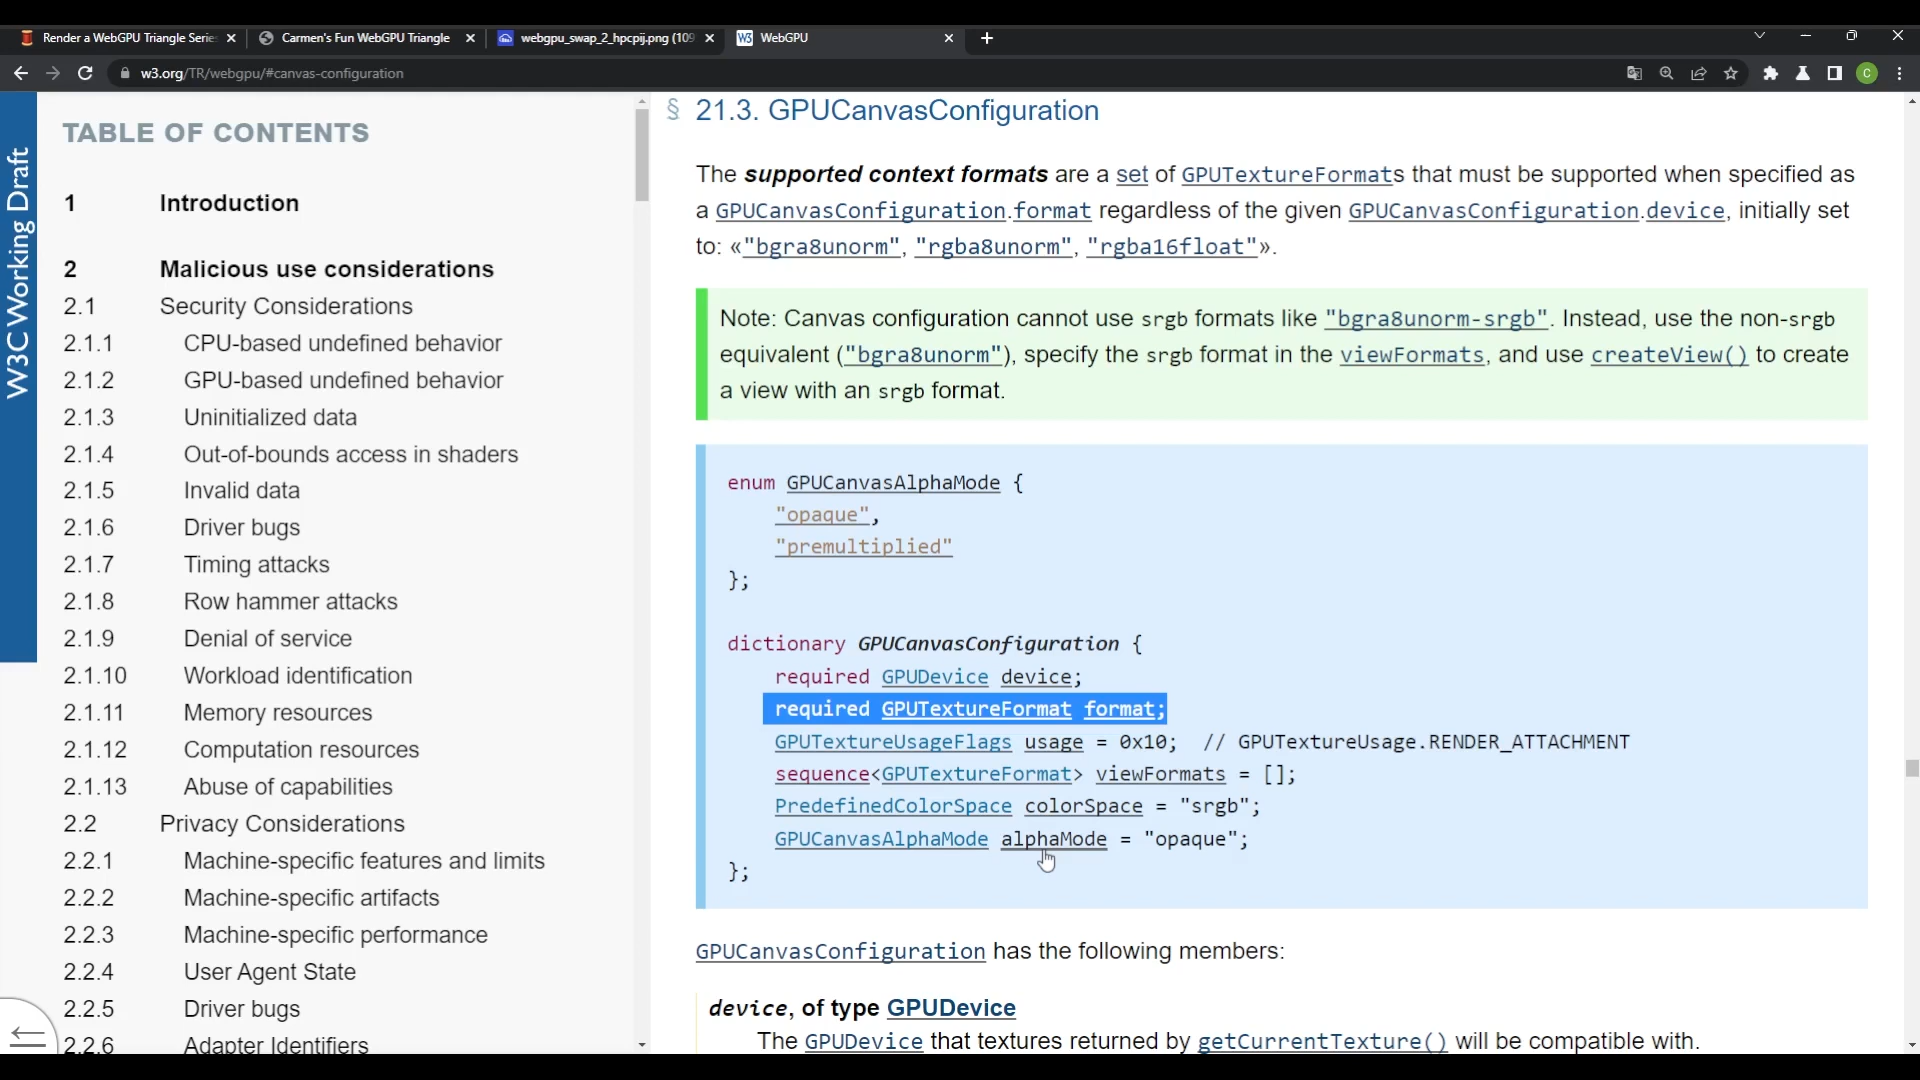 Render a WebGPU Triangle Serie
Carmen's Fun WebGPU Triangle
webgpu_swap_2_hpcpij.png (109
W3 WebGPU
w3.org/TR/webgpu/#canvas-configuration
C
W3C Working Draft
TABLE OF CONTENTS
1 Introduction
2 Malicious use considerations
2.1 Security Considerations
2.1.1 CPU-based undefined behavior
2.1.2 GPU-based undefined behavior
2.1.3 Uninitialized data
2.1.4 Out-of-bounds access in shaders
2.1.5 Invalid data
2.1.6 Driver bugs
2.1.7 Timing attacks
2.1.8 Row hammer attacks
2.1.9 Denial of service
2.1.10 Workload identification
2.1.11 Memory resources
2.1.12 Computation resources
2.1.13 Abuse of capabilities
2.2 Privacy Considerations
2.2.1 Machine-specific features and limits
2.2.2 Machine-specific artifacts
2.2.3 Machine-specific performance
2.2.4 User Agent State
2.2.5 Driver bugs
2.2.6 Adapter Identifiers
§ 21.3. GPUCanvasConfiguration
The supported context formats are a set of GPUTextureFormats that must be supported when specified as
a GPUCanvasConfiguration.format regardless of the given GPUCanvasConfiguration.device, initially set
to: «"bgra8unorm", "rgba8unorm", "rgba16float"».
Note: Canvas configuration cannot use srgb formats like "bgra8unorm-srgb". Instead, use the non-srgb
equivalent ("bgra8unorm"), specify the srgb format in the viewFormats, and use createView() to create
a view with an srgb format.
enum GPUCanvasAlphaMode {
"opaque",
"premultiplied"
};
dictionary GPUCanvasConfiguration {
required GPUDevice device;
required GPUTextureFormat format;
GPUTextureUsageFlags usage = 0x10; // GPUTextureUsage.RENDER_ATTACHMENT
sequence<GPUTextureFormat> viewFormats = [];
PredefinedColorSpace colorSpace = "srgb";
GPUCanvasAlphaMode alphaMode = "opaque";
};
GPUCanvasConfiguration has the following members:
device, of type GPUDevice
The GPUDevice that textures returned by getCurrentTexture() will be compatible with.